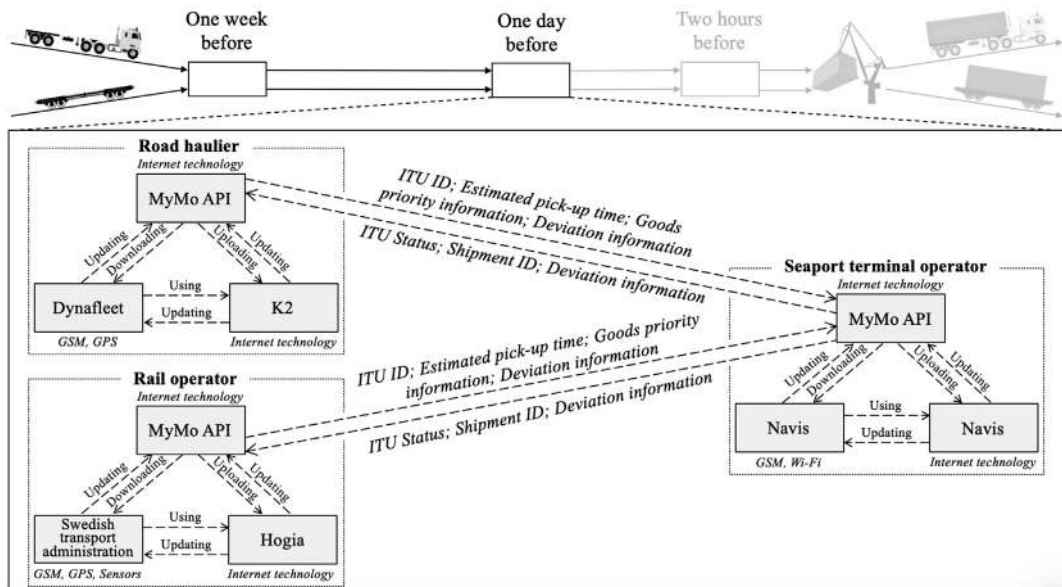 One week
before
One day
before
Two hours
before
Road haulier
Internet technology
MyMo API
Updating
Downloading
Uploading
Updating
Dynafleet
Using
Updating
K2
GSM, GPS
Internet technology
ITU ID; Estimated pick-up time; Goods
priority information; Deviation information
ITU Status; Shipment ID; Deviation information
Rail operator
Internet technology
MyMo API
Updating
Downloading
Uploading
Updating
Swedish
transport
administration
Using
Updating
Hogia
GSM, GPS, Sensors
Internet technology
ITU ID; Estimated pick-up time; Goods priority
information; Deviation information
ITU Status; Shipment ID; Deviation information
Seaport terminal operator
Internet technology
MyMo API
Updating
Downloading
Uploading
Updating
Navis
Using
Updating
Navis
GSM, Wi-Fi
Internet technology